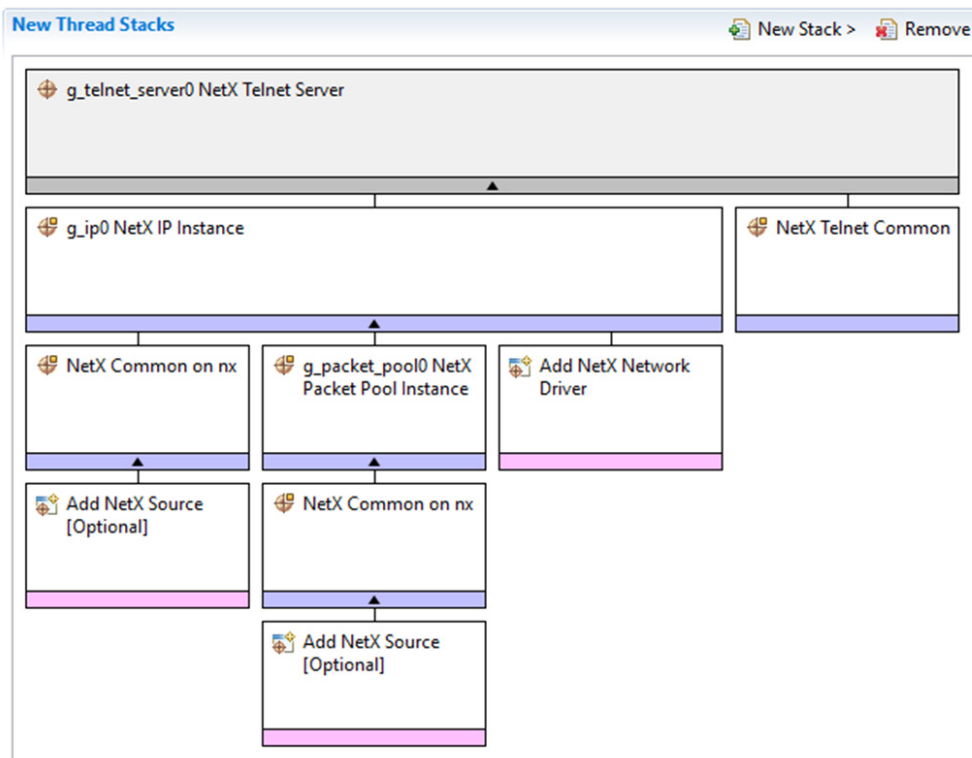 New Thread Stacks
New Stack > Remove
g_telnet_server0 NetX Telnet Server
g_ip0 NetX IP Instance
NetX Telnet Common
NetX Common on nx
g_packet_pool0 NetX
Packet Pool Instance
Add NetX Network
Driver
Add NetX Source
[Optional]
NetX Common on nx
Add NetX Source
[Optional]